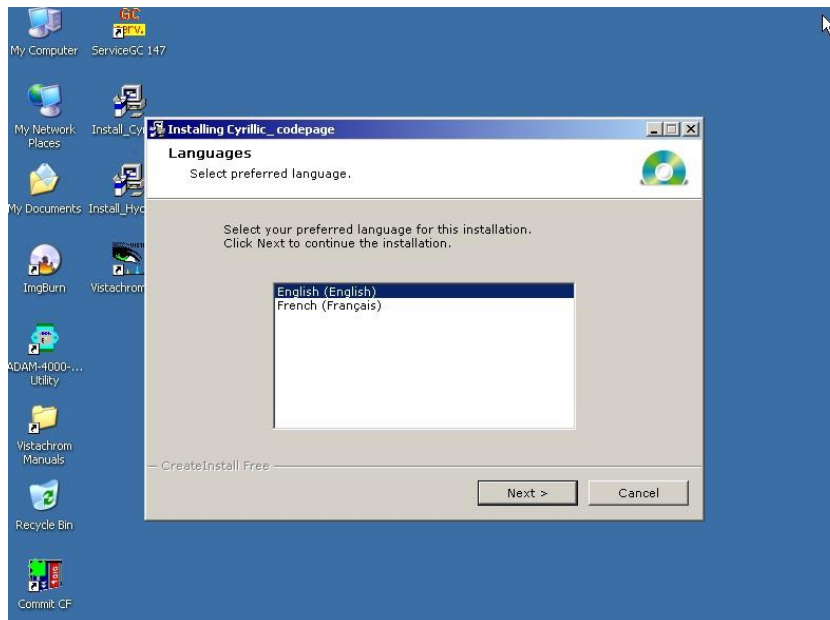 GC
serv.
My Computer
ServiceGC 147
My Network
Places
Install_Cy
My Documents
Install_Hyc
ImgBurn
Vistachrom
ADAM-4000-...
Utility
Vistachrom
Manuals
Recycle Bin
Commit CF
Installing Cyrillic_ codepage
Languages
Select preferred language.
Select your preferred language for this installation.
Click Next to continue the installation.
English (English)
French (Français)
CreateInstall Free
Next >
Cancel